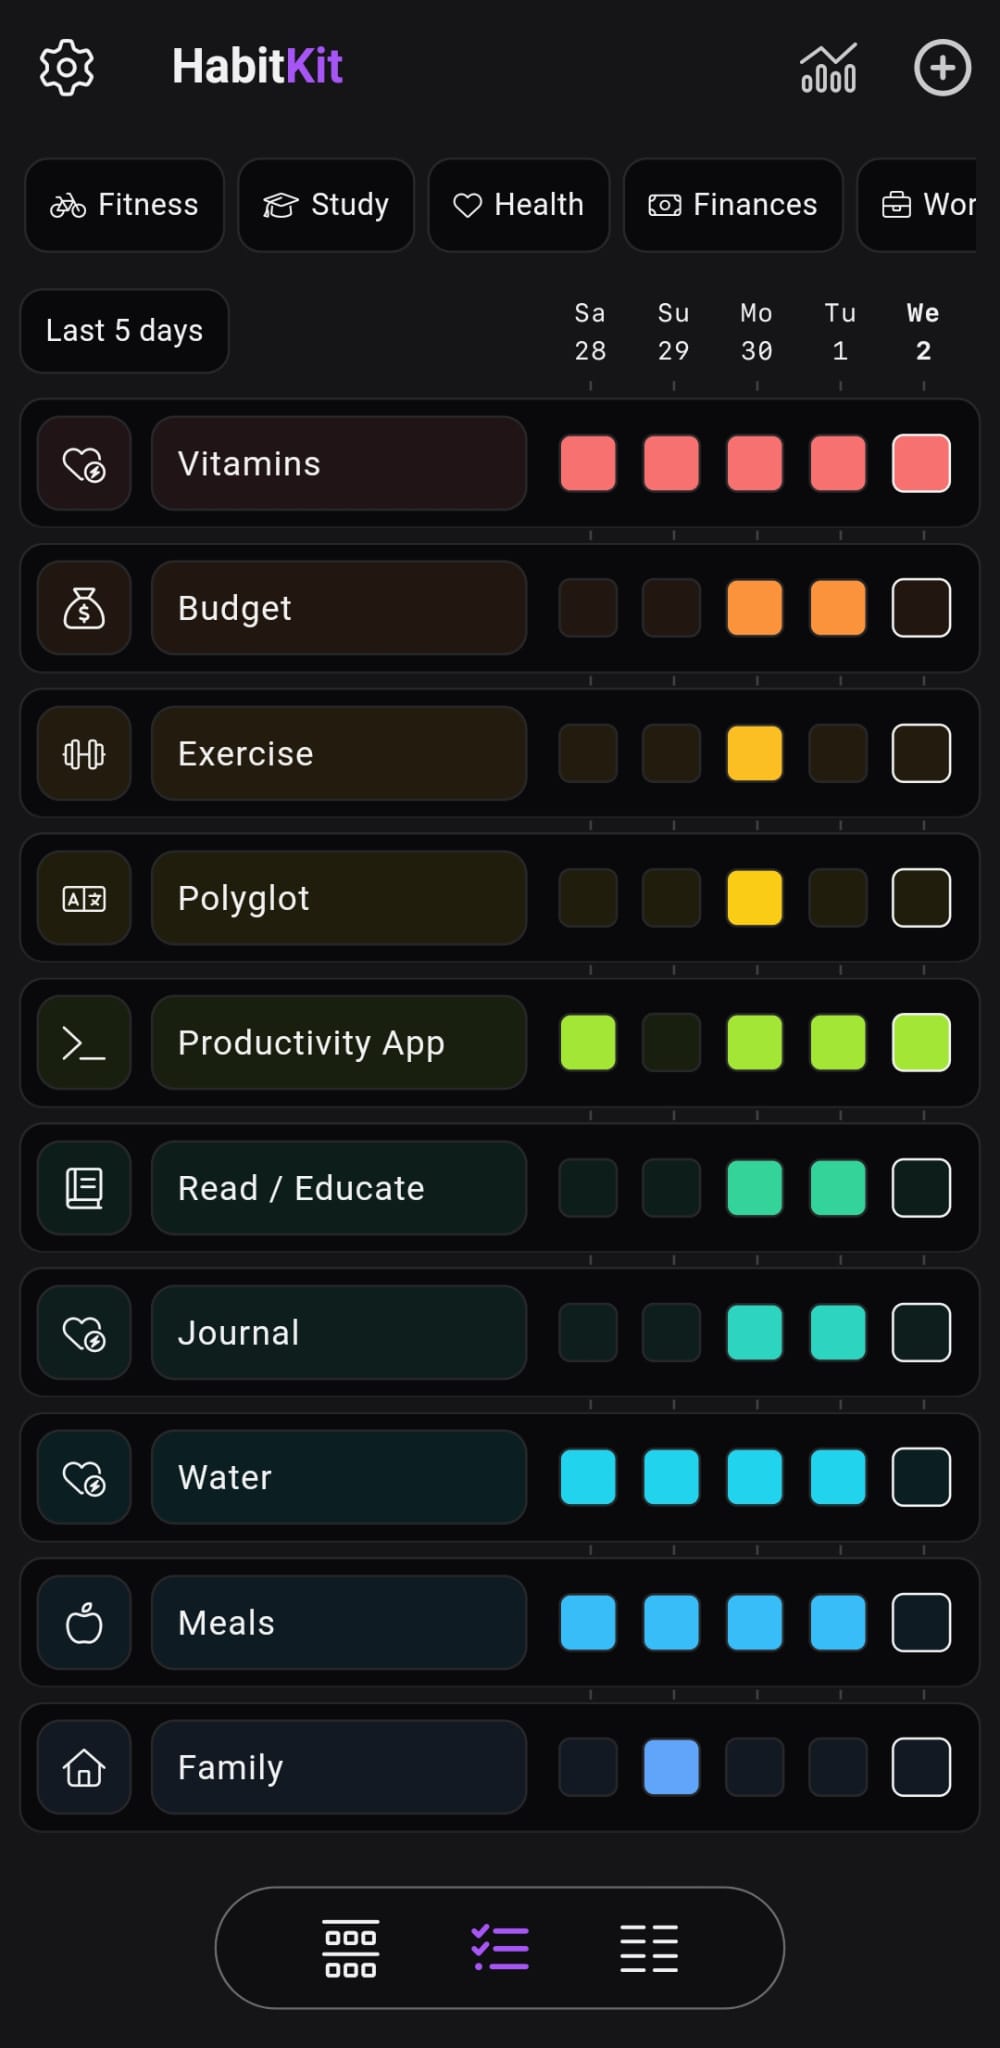 HabitKit
Fitness Study Health Finances Wor
Last 5 days
Sa Su Mo Tu We
28 29 30 1 2
Vitamins
Budget
Exercise
Polyglot
Productivity App
Read / Educate
Journal
Water
Meals
Family